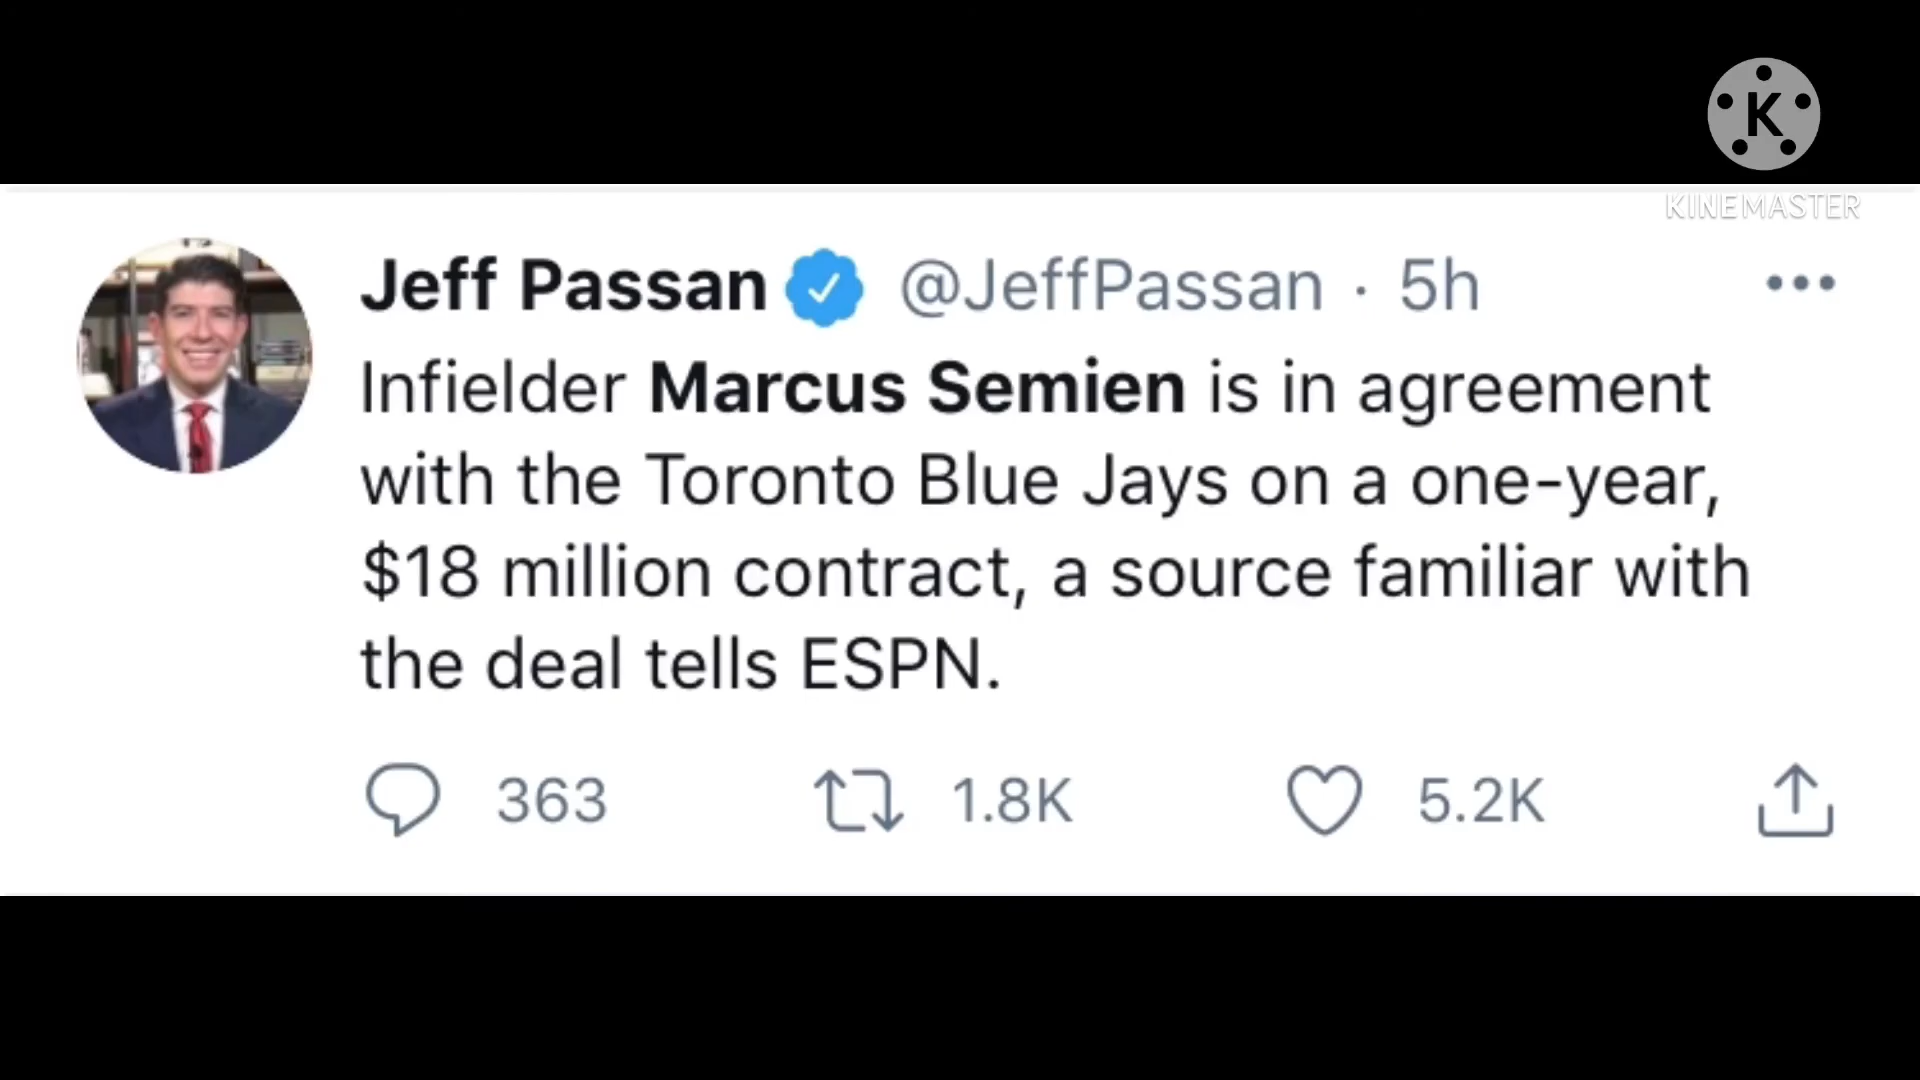 K
KINEMASTER
Jeff Passan @JeffPassan · 5h
Infielder Marcus Semien is in agreement
with the Toronto Blue Jays on a one-year,
$18 million contract, a source familiar with
the deal tells ESPN.
363 1.8K 5.2K